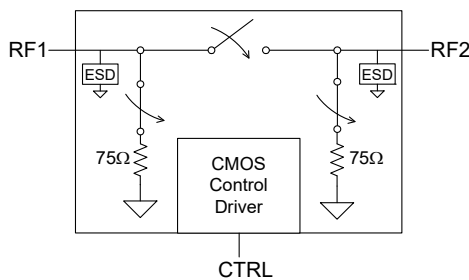 RF1
RF2
ESD
ESD
75Ω
75Ω
CMOS
Control
Driver
CTRL